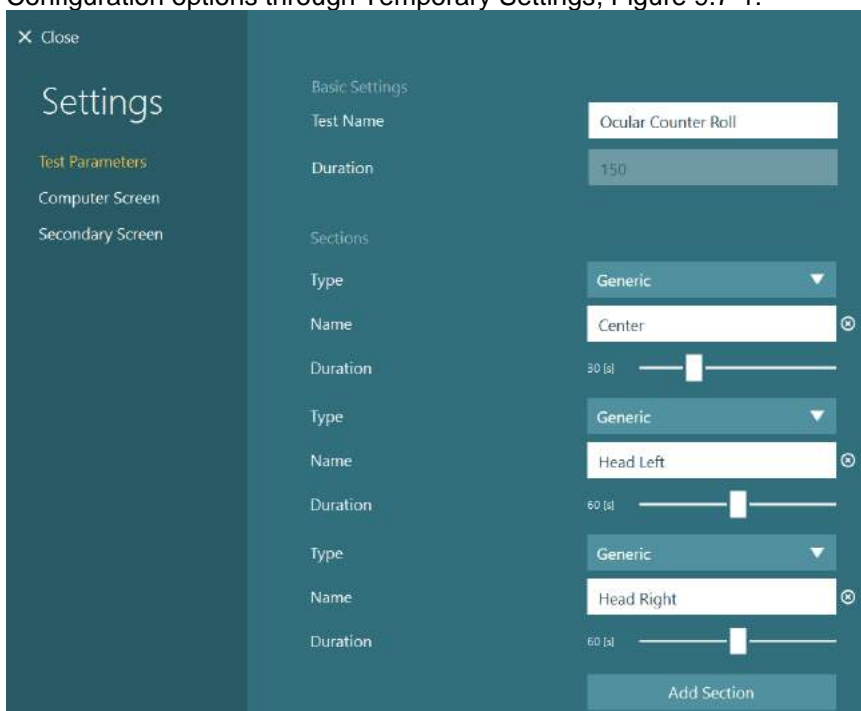 Configuration options through Temporary Settings, Figure 5.7-1.
X Close
Settings
Test Parameters
Computer Screen
Secondary Screen
Basic Settings
Test Name Ocular Counter Roll
Duration 150
Sections
Type Generic
Name Center
Duration 30 [s]
Type Generic
Name Head Left
Duration 60 [s]
Type Generic
Name Head Right
Duration 60 [s]
Add Section